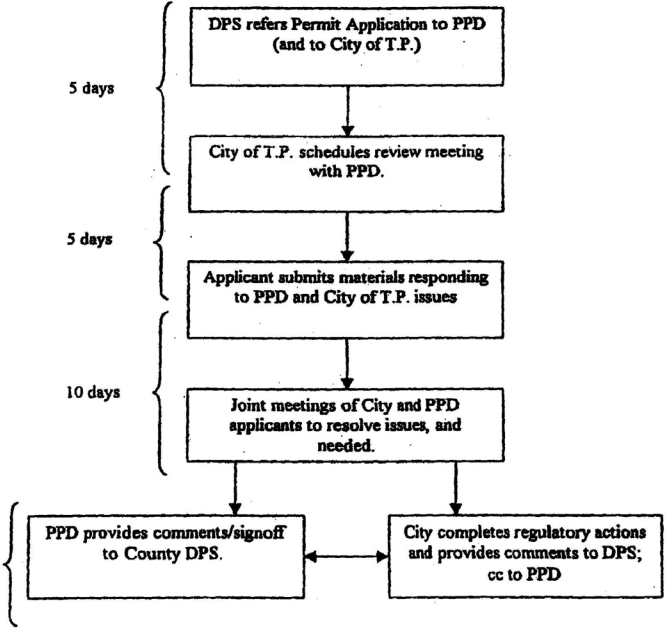 DPS refers Permit Application to PPD
(and to City of T.P.)
5 days
City of T.P. schedules review meeting
with PPD.
5 days
Applicant submits materials responding
to PPD and City of T.P. issues
10 days
Joint meetings of City and PPD
applicants to resolve issues, and
needed.
PPD provides comments/signoff
to County DPS.
City completes regulatory actions
and provides comments to DPS;
cc to PPD